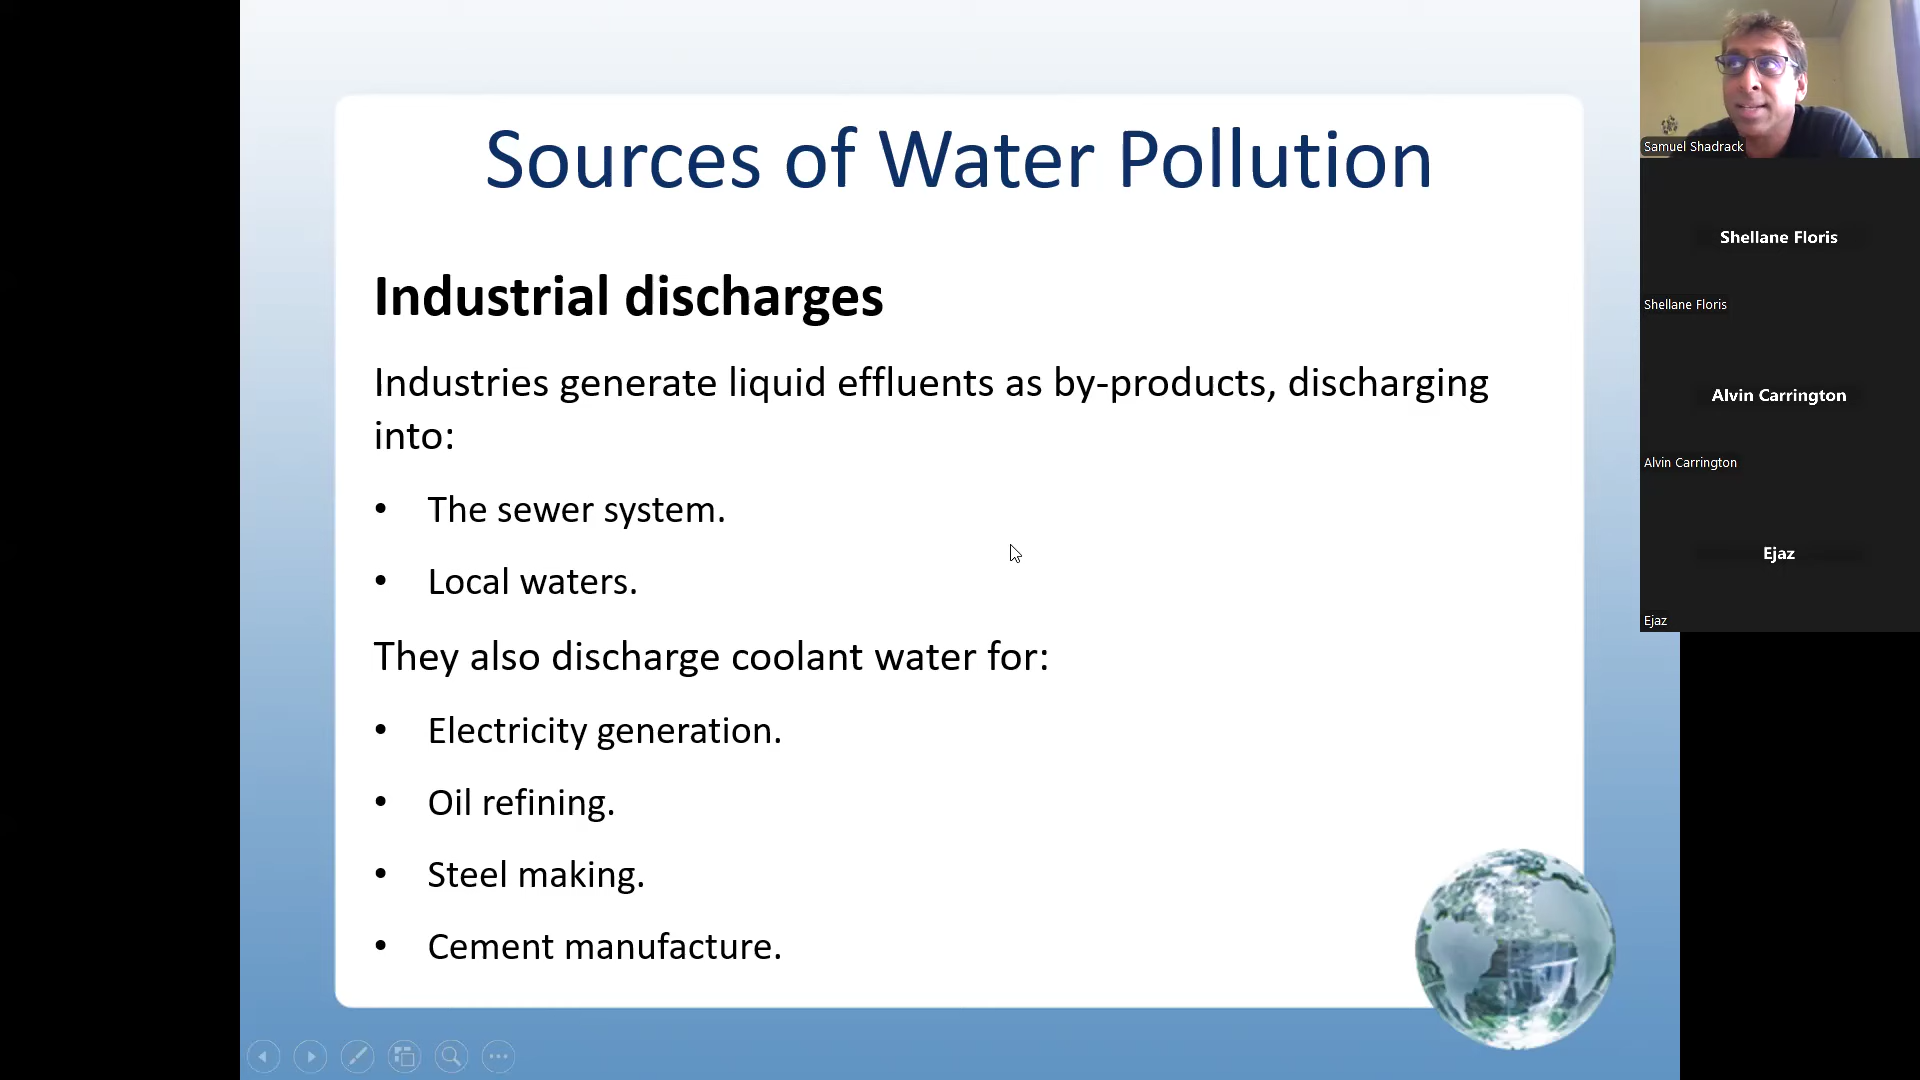 Sources of Water Pollution
Industrial discharges
Industries generate liquid effluents as by-products, discharging
into:
• The sewer system.
• Local waters.
They also discharge coolant water for:
• Electricity generation.
• Oil refining.
• Steel making.
• Cement manufacture.
Samuel Shadrack
Shellane Floris
Shellane Floris
Alvin Carrington
Alvin Carrington
Ejaz
Ejaz